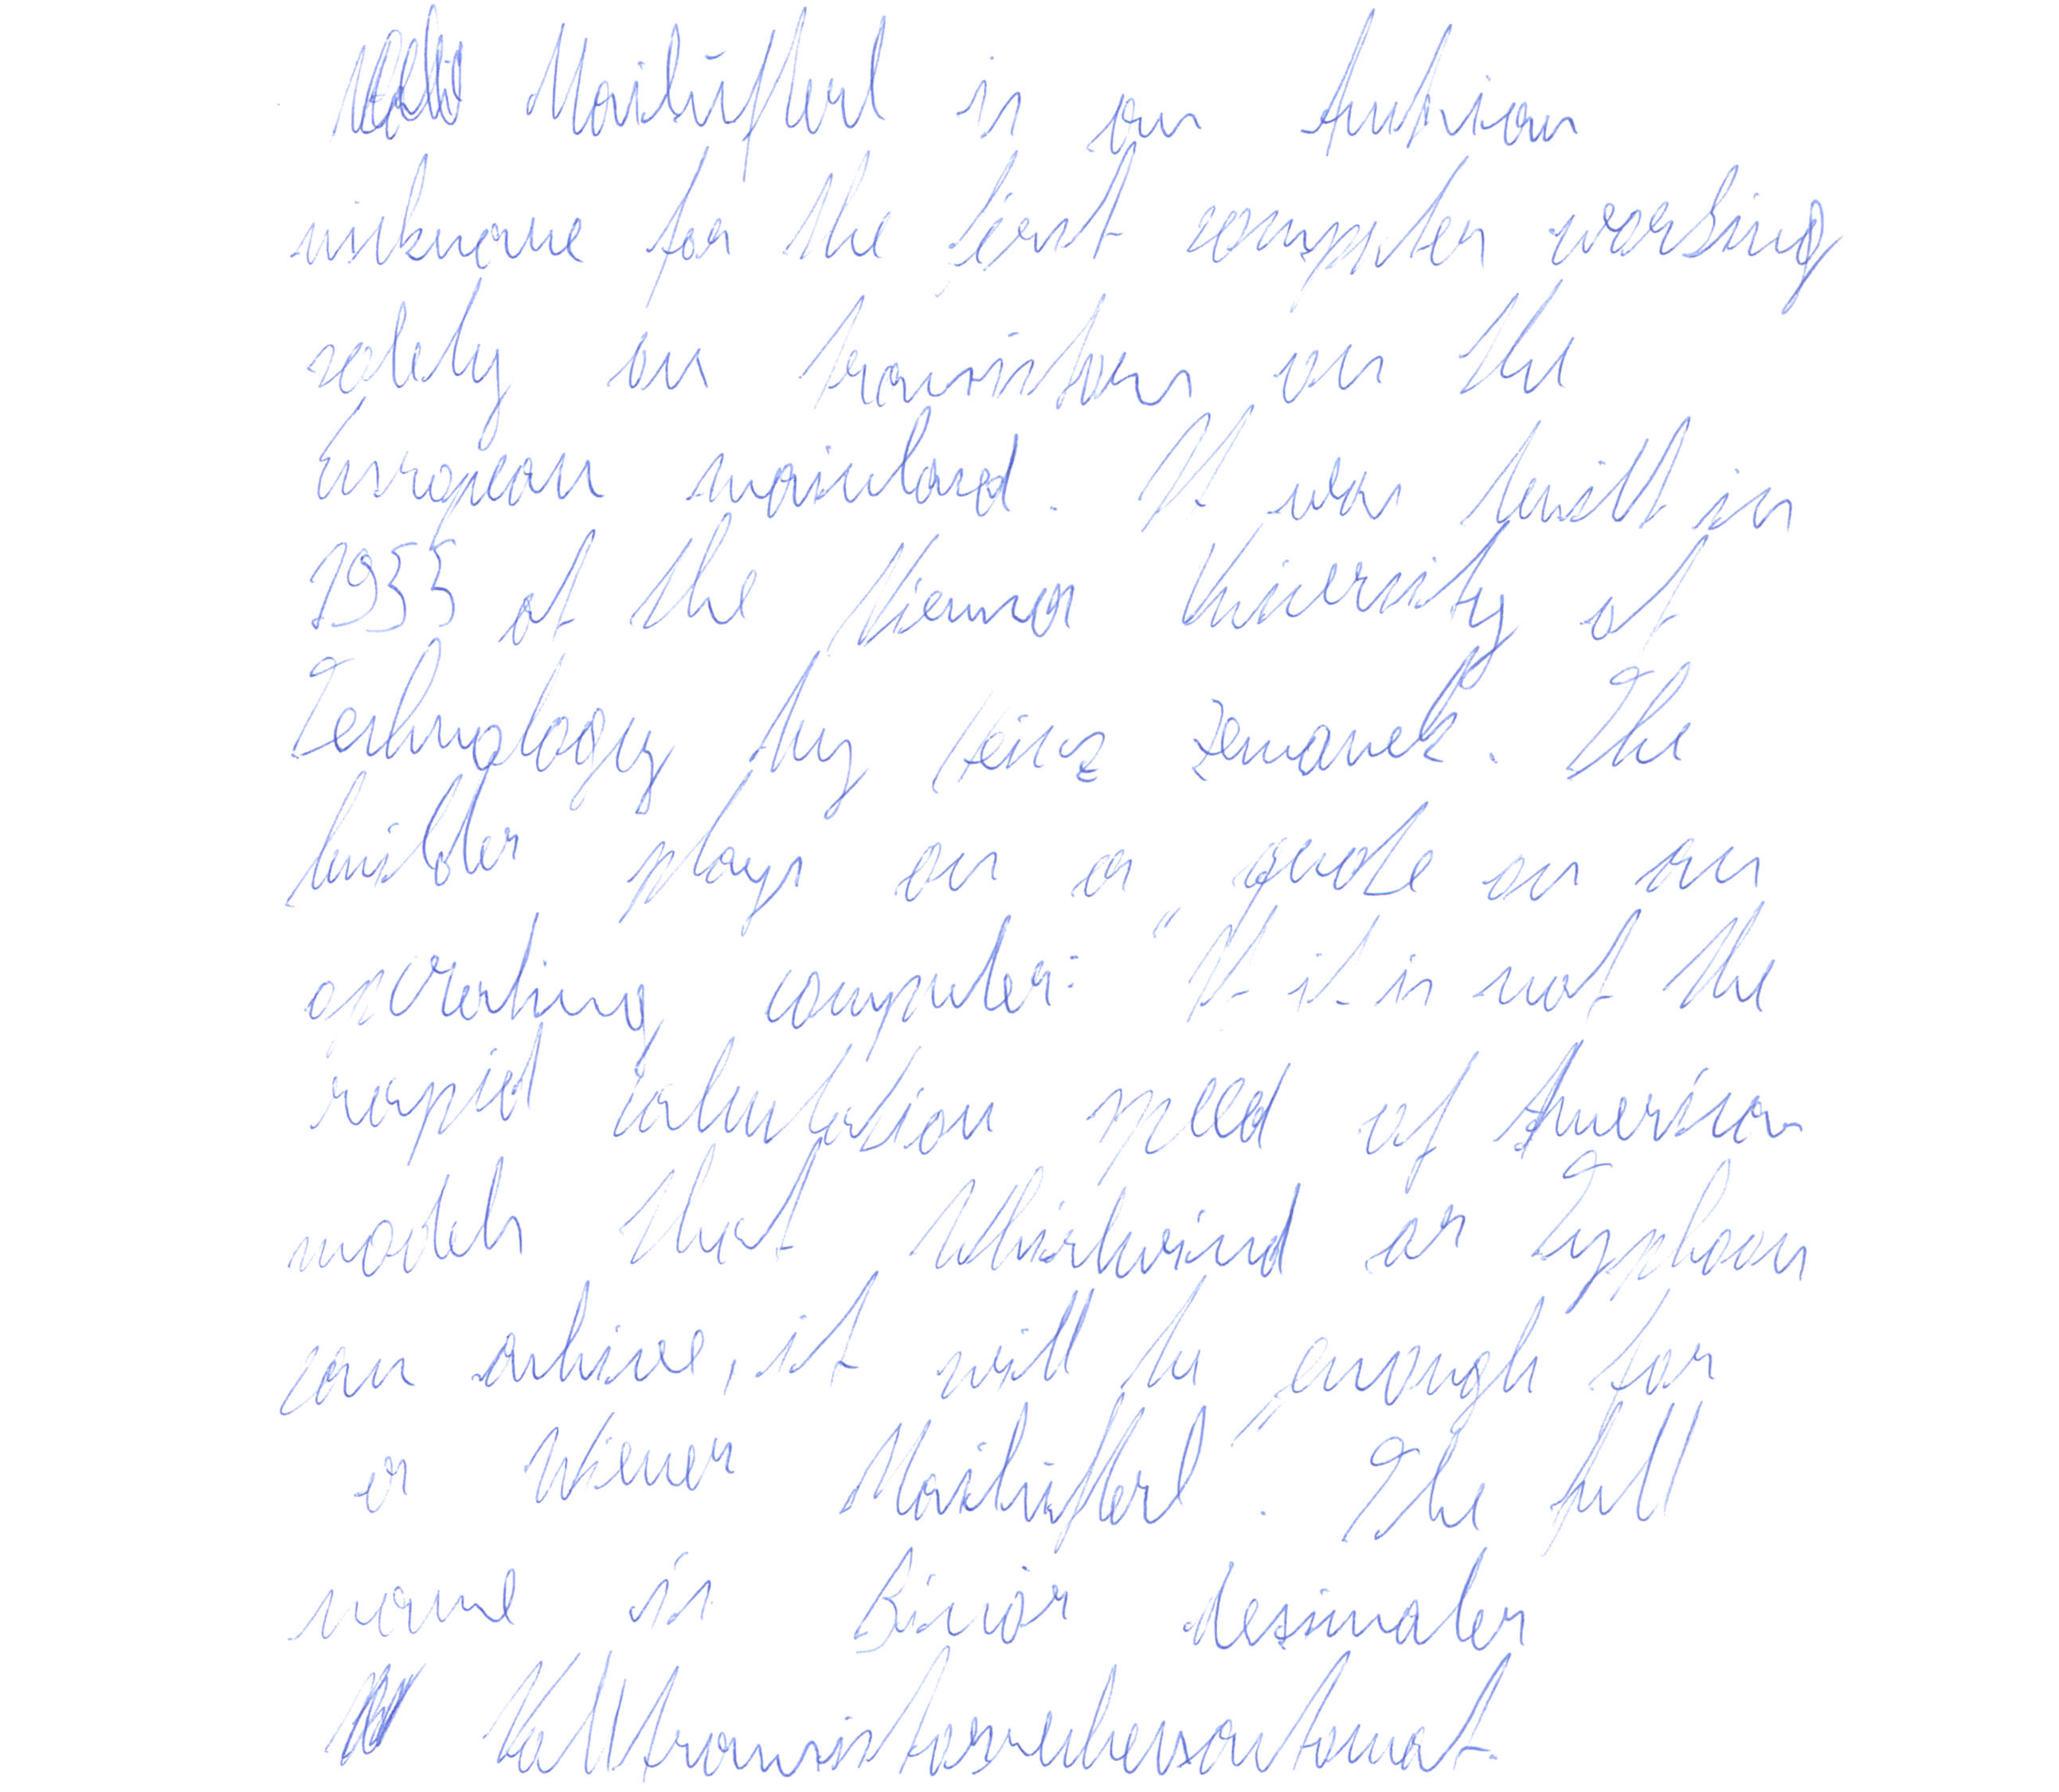 Mailüfterl is an Austrian
nickname for the first computer working
solely on transistors on the
European mainland. It was built in
1955 at the Vienna University of
Technology by Heinz Zemanek. The
builder plays on a quote on an
operating computer: "If it is not the
rapid calculation speed of American
models that Whirlwind or Typhoon
can achieve, it will be enough for
a Wiener Mailüfterl". The full
name is Binär dezimaler
Volltransistorrechenautomat.